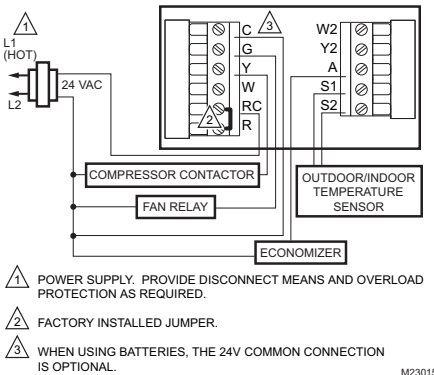 1
L1
(HOT)
L2
24 VAC
C
G
Y
W
RC
R
2
3
W2
Y2
A
S1
S2
COMPRESSOR CONTACTOR
FAN RELAY
OUTDOOR/INDOOR
TEMPERATURE
SENSOR
ECONOMIZER
1 POWER SUPPLY. PROVIDE DISCONNECT MEANS AND OVERLOAD
PROTECTION AS REQUIRED.
2 FACTORY INSTALLED JUMPER.
3 WHEN USING BATTERIES, THE 24V COMMON CONNECTION
IS OPTIONAL.